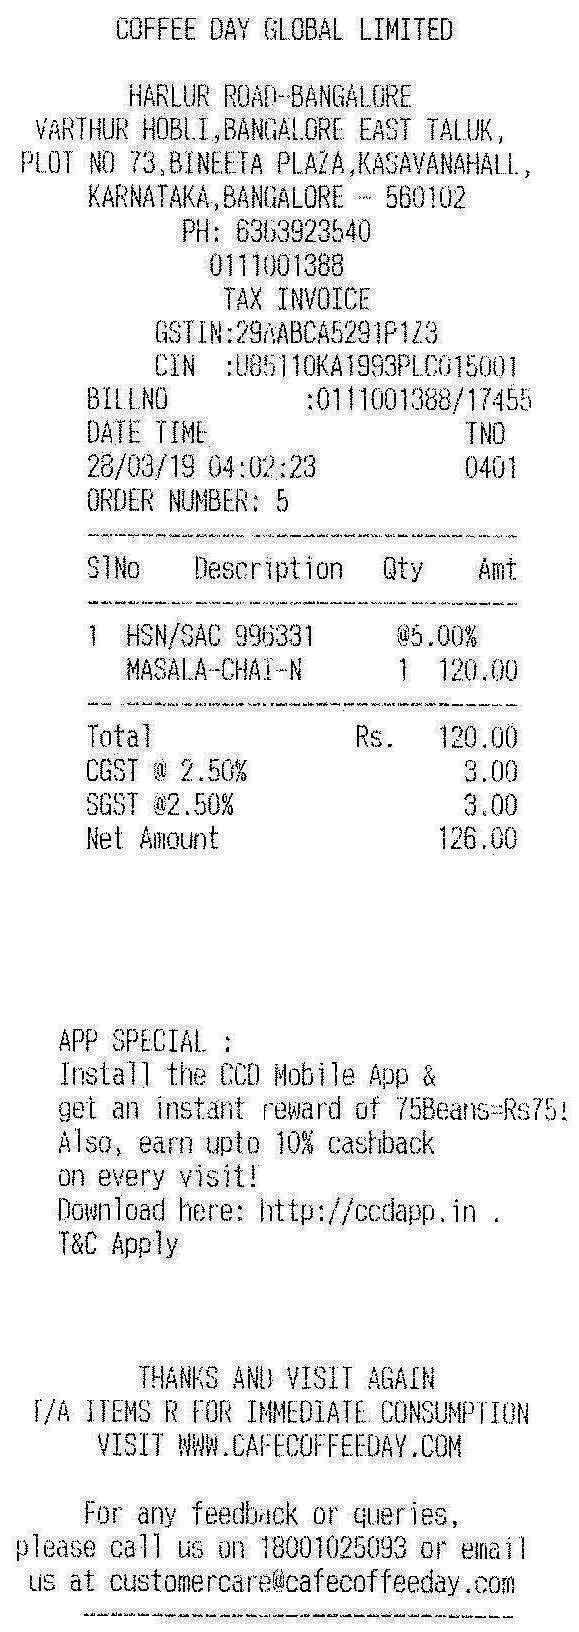 COFFEE DAY GLOBAL LIMITED
HARLUR ROAD-BANGALORE
VARTHUR HOBLI,BANGALORE EAST TALUK,
PLOT NO 73,BINEETA PLAZA,KASAVANAHALL,
KARNATAKA,BANGALORE - 560102
PH: 6363923540
0111001388
TAX INVOICE
GSTIN:29AABCA5291P1Z3
CIN :U85110KA1993PLC015001
BILLNO :0111001388/17455
DATE TIME TNO
28/03/19 04:02:23 0401
ORDER NUMBER: 5
SlNo Description Qty Amt
1 HSN/SAC 996331 @5.00%
MASALA-CHAI-N 1 120.00
Total Rs. 120.00
CGST @ 2.50% 3.00
SGST @2.50% 3.00
Net Amount 126.00
APP SPECIAL :
Install the CCD Mobile App &
get an instant reward of 75Beans=Rs75!
Also, earn upto 10% cashback
on every visit!
Download here: http://ccdapp.in .
T&C Apply
THANKS AND VISIT AGAIN
T/A ITEMS R FOR IMMEDIATE CONSUMPTION
VISIT WWW.CAFECOFFEEDAY.COM
For any feedback or queries,
please call us on 18001025093 or email
us at customercare@cafecoffeeday.com